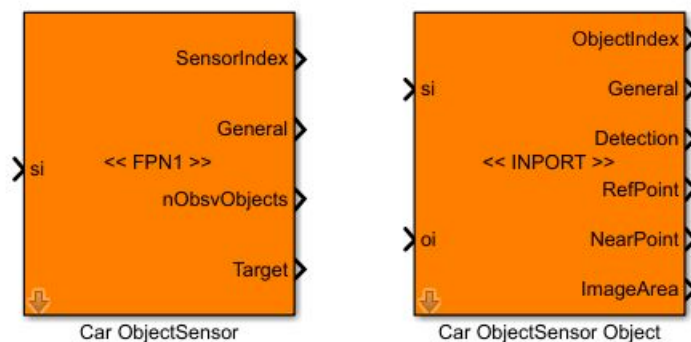 SensorIndex
General
si
<< FPN1 >>
nObsvObjects
Target
Car ObjectSensor
ObjectIndex
si
General
Detection
<< INPORT >>
RefPoint
oi
NearPoint
ImageArea
Car ObjectSensor Object